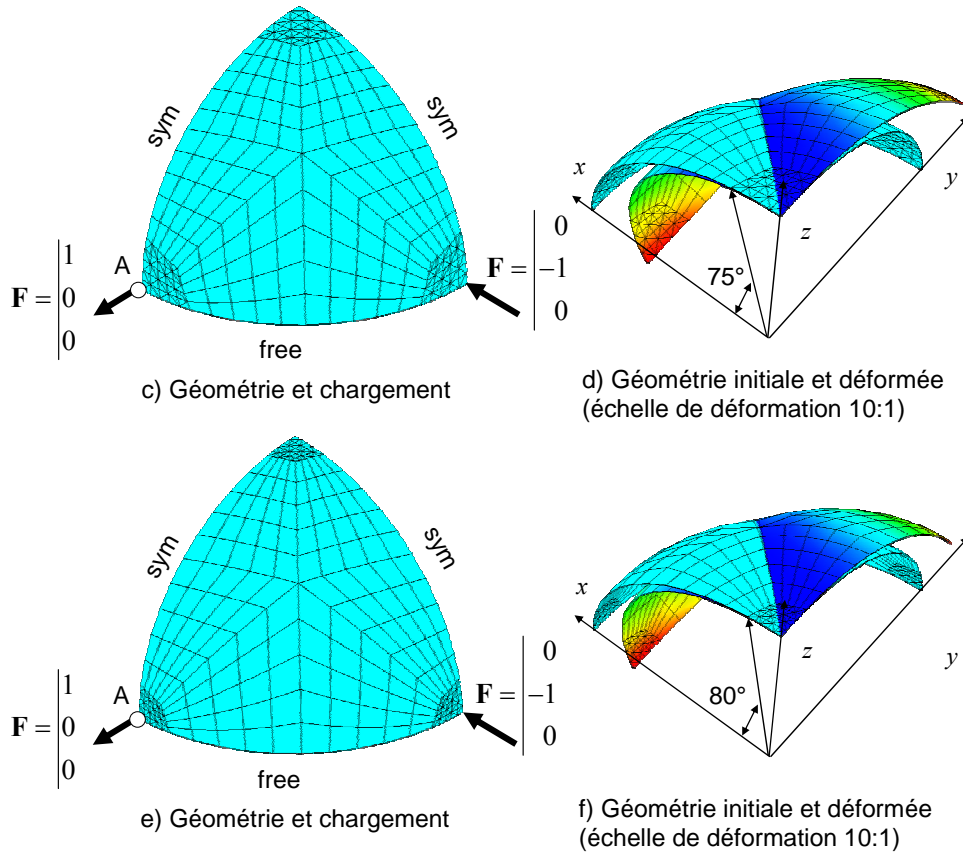 sym
sym
F = |1 0 0
A
F = |0 −1 0
free
c) Géométrie et chargement
x
y
z
75°
d) Géométrie initiale et déformée
(échelle de déformation 10:1)
sym
sym
F = |1 0 0
A
F = |0 −1 0
free
e) Géométrie et chargement
x
y
z
80°
f) Géométrie initiale et déformée
(échelle de déformation 10:1)